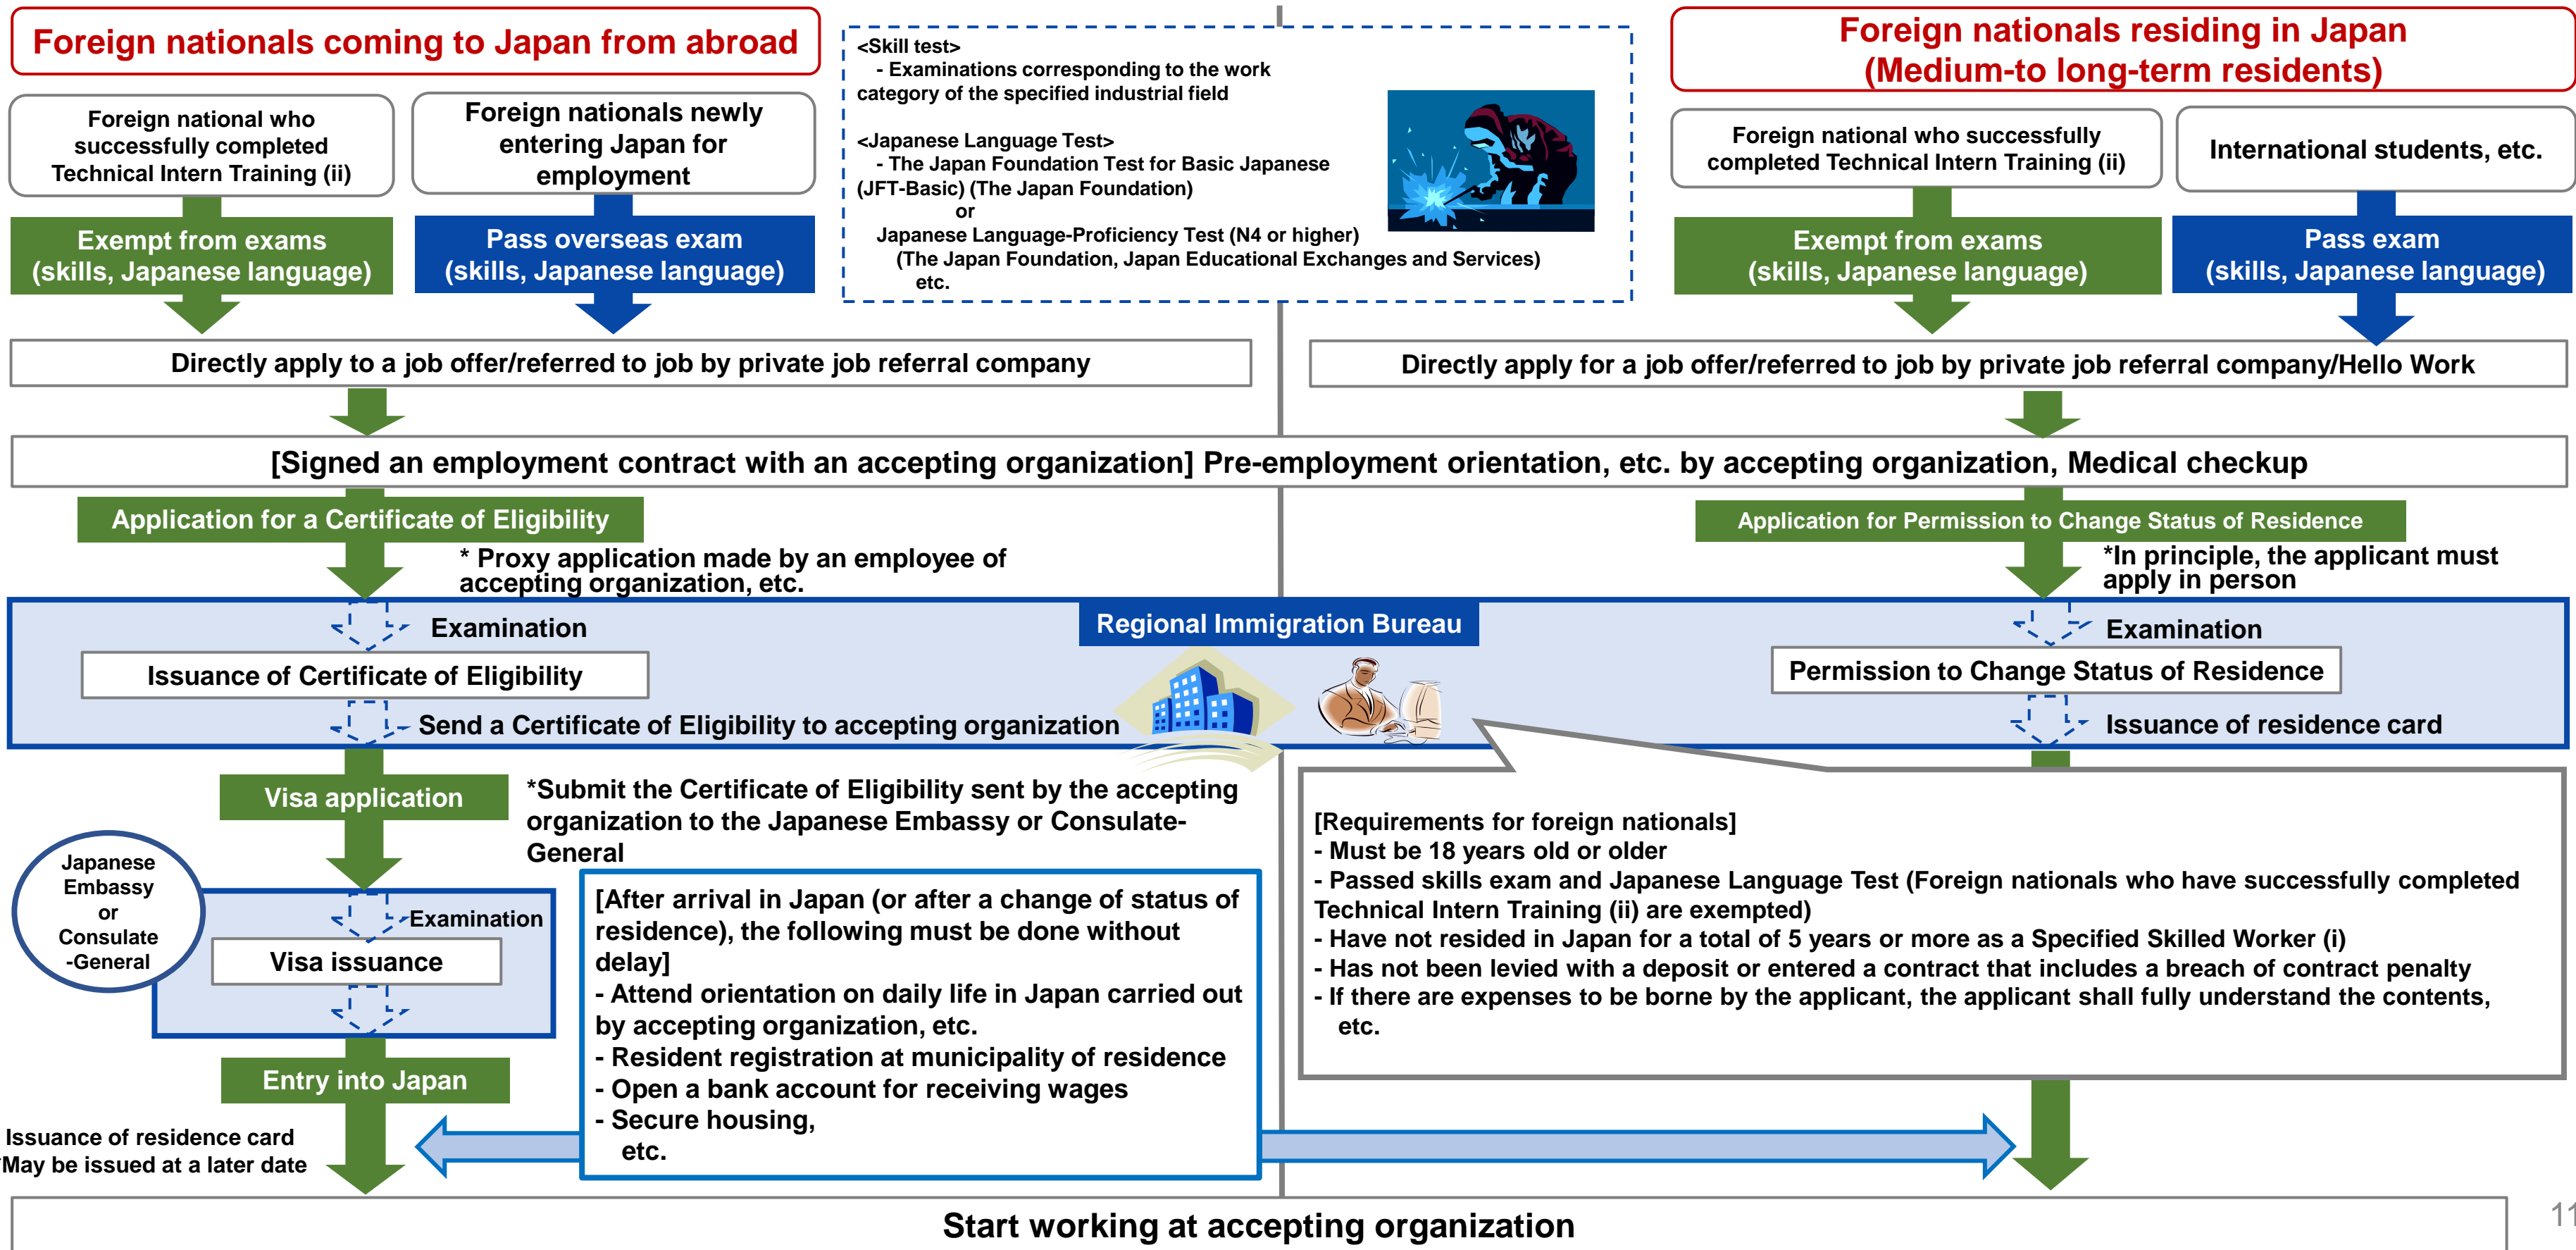 Foreign nationals coming to Japan from abroad
Foreign national who
successfully completed
Technical Intern Training (ii)
Foreign nationals newly
entering Japan for
employment
Exempt from exams
(skills, Japanese language)
Pass overseas exam
(skills, Japanese language)
<Skill test>
- Examinations corresponding to the work
category of the specified industrial field
<Japanese Language Test>
- The Japan Foundation Test for Basic Japanese
(JFT-Basic) (The Japan Foundation)
or
Japanese Language-Proficiency Test (N4 or higher)
(The Japan Foundation, Japan Educational Exchanges and Services)
etc.
Foreign nationals residing in Japan
(Medium-to long-term residents)
Foreign national who successfully
completed Technical Intern Training (ii)
International students, etc.
Exempt from exams
(skills, Japanese language)
Pass exam
(skills, Japanese language)
Directly apply to a job offer/referred to job by private job referral company
Directly apply for a job offer/referred to job by private job referral company/Hello Work
[Signed an employment contract with an accepting organization] Pre-employment orientation, etc. by accepting organization, Medical checkup
Application for a Certificate of Eligibility
* Proxy application made by an employee of
accepting organization, etc.
Application for Permission to Change Status of Residence
*In principle, the applicant must
apply in person
Regional Immigration Bureau
Examination
Issuance of Certificate of Eligibility
Send a Certificate of Eligibility to accepting organization
Examination
Permission to Change Status of Residence
Issuance of residence card
Visa application
*Submit the Certificate of Eligibility sent by the accepting
organization to the Japanese Embassy or Consulate-
General
Japanese
Embassy
or
Consulate
-General
Examination
Visa issuance
Entry into Japan
Issuance of residence card
*May be issued at a later date
[After arrival in Japan (or after a change of status of
residence), the following must be done without
delay]
- Attend orientation on daily life in Japan carried out
by accepting organization, etc.
- Resident registration at municipality of residence
- Open a bank account for receiving wages
- Secure housing,
etc.
[Requirements for foreign nationals]
- Must be 18 years old or older
- Passed skills exam and Japanese Language Test (Foreign nationals who have successfully completed
Technical Intern Training (ii) are exempted)
- Have not resided in Japan for a total of 5 years or more as a Specified Skilled Worker (i)
- Has not been levied with a deposit or entered a contract that includes a breach of contract penalty
- If there are expenses to be borne by the applicant, the applicant shall fully understand the contents,
etc.
Start working at accepting organization
11